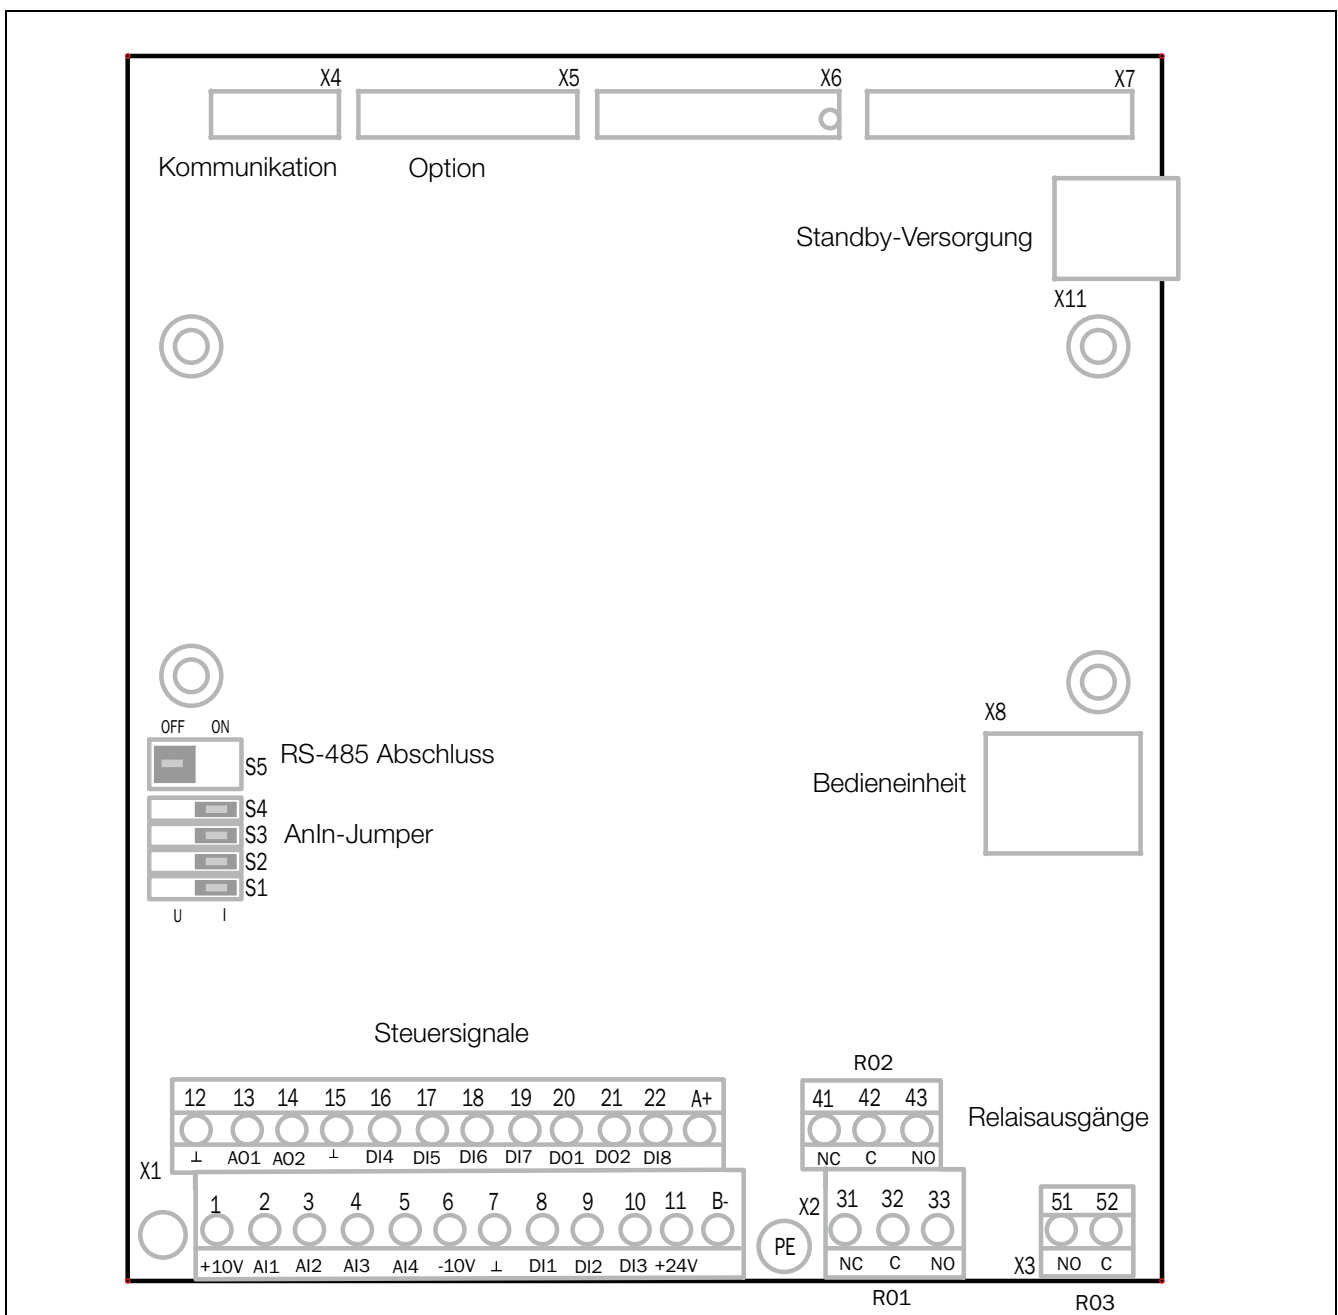 X4 X5 X6 X7
Kommunikation Option
Standby-Versorgung
X11
OFF ON
X8
RS-485 Abschluss
S5
Bedieneinheit
S4
S3 AnIn-Jumper
S2
S1
U I
Steuersignale
RO2
12 13 14 15 16 17 18 19 20 21 22 A+
41 42 43
Relaisausgänge
⊥ AO1 AO2 ⊥ DI4 DI5 DI6 DI7 DO1 DO2 DI8
NC C NO
X1
1 2 3 4 5 6 7 8 9 10 11 B-
X2 31 32 33
51 52
PE
+10V AI1 AI2 AI3 AI4 -10V ⊥ DI1 DI2 DI3 +24V
NC C NO
X3 NO C
RO1
RO3